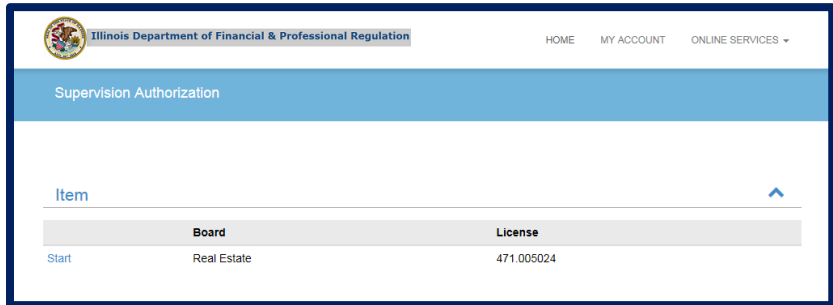 Illinois Department of Financial & Professional Regulation
HOME MY ACCOUNT ONLINE SERVICES
Supervision Authorization
Item
Board License
Start Real Estate 471.005024